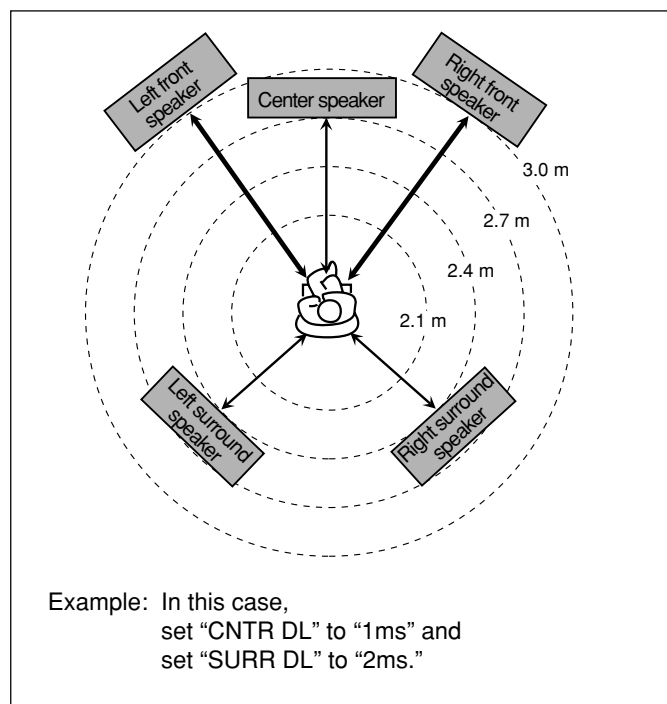 Left front
speaker
Center speaker
Right front
speaker
3.0 m
2.7 m
2.4 m
2.1 m
Left surround
speaker
Right surround
speaker
Example: In this case,
set “CNTR DL” to “1ms” and
set “SURR DL” to “2ms.”